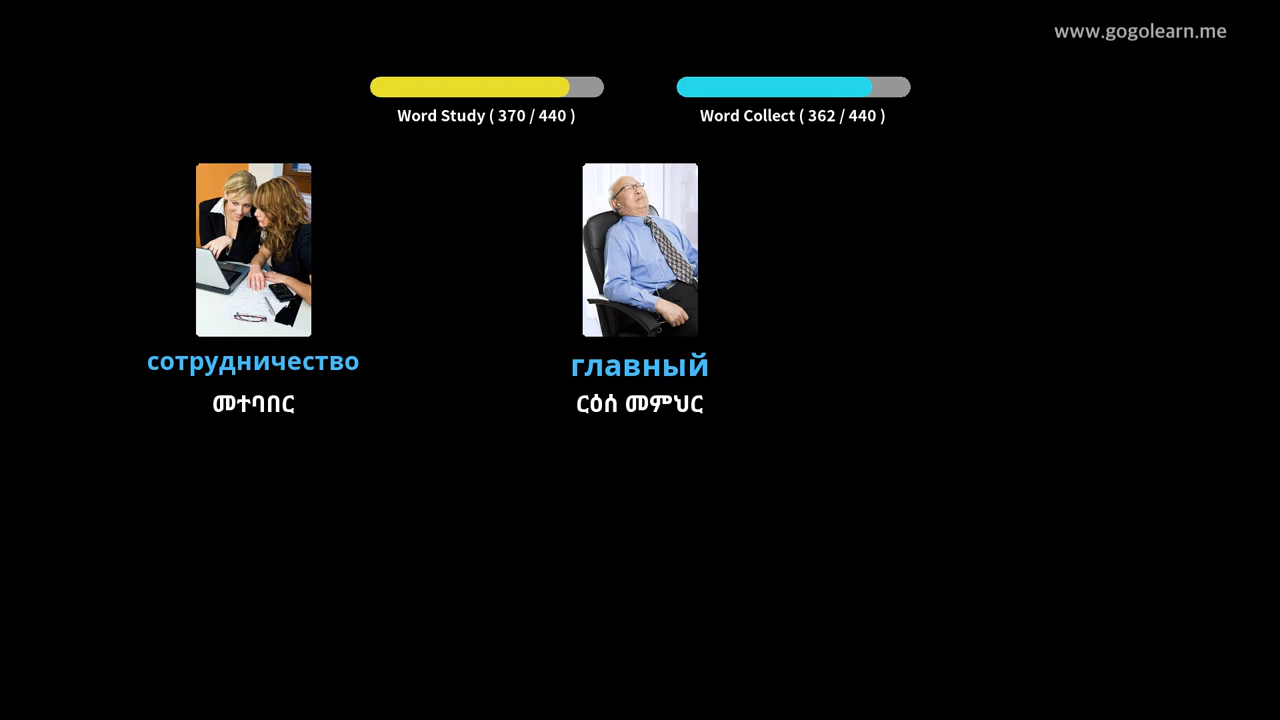 www.gogolearn.me
Word Study ( 370 / 440 )
Word Collect ( 362 / 440 )
сотрудничество
መተባበር
главный
ርዕሰ መምህር